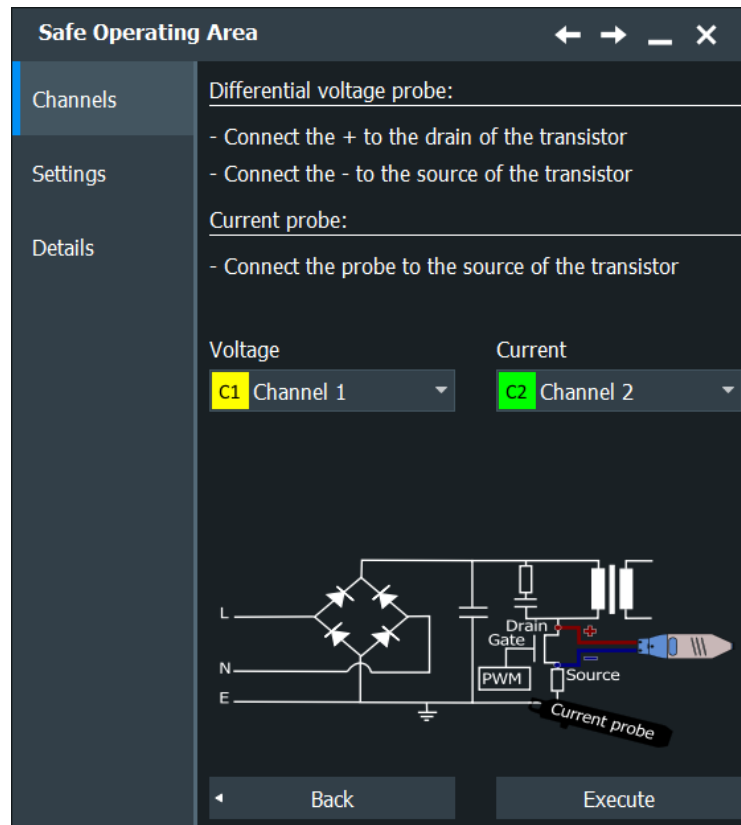 Safe Operating Area
Channels
Settings
Details
Differential voltage probe:
- Connect the + to the drain of the transistor
- Connect the - to the source of the transistor
Current probe:
- Connect the probe to the source of the transistor
Voltage
Current
C1 Channel 1
C2 Channel 2
L
N
E
Drain
Gate
PWM
Source
Current probe
Back
Execute